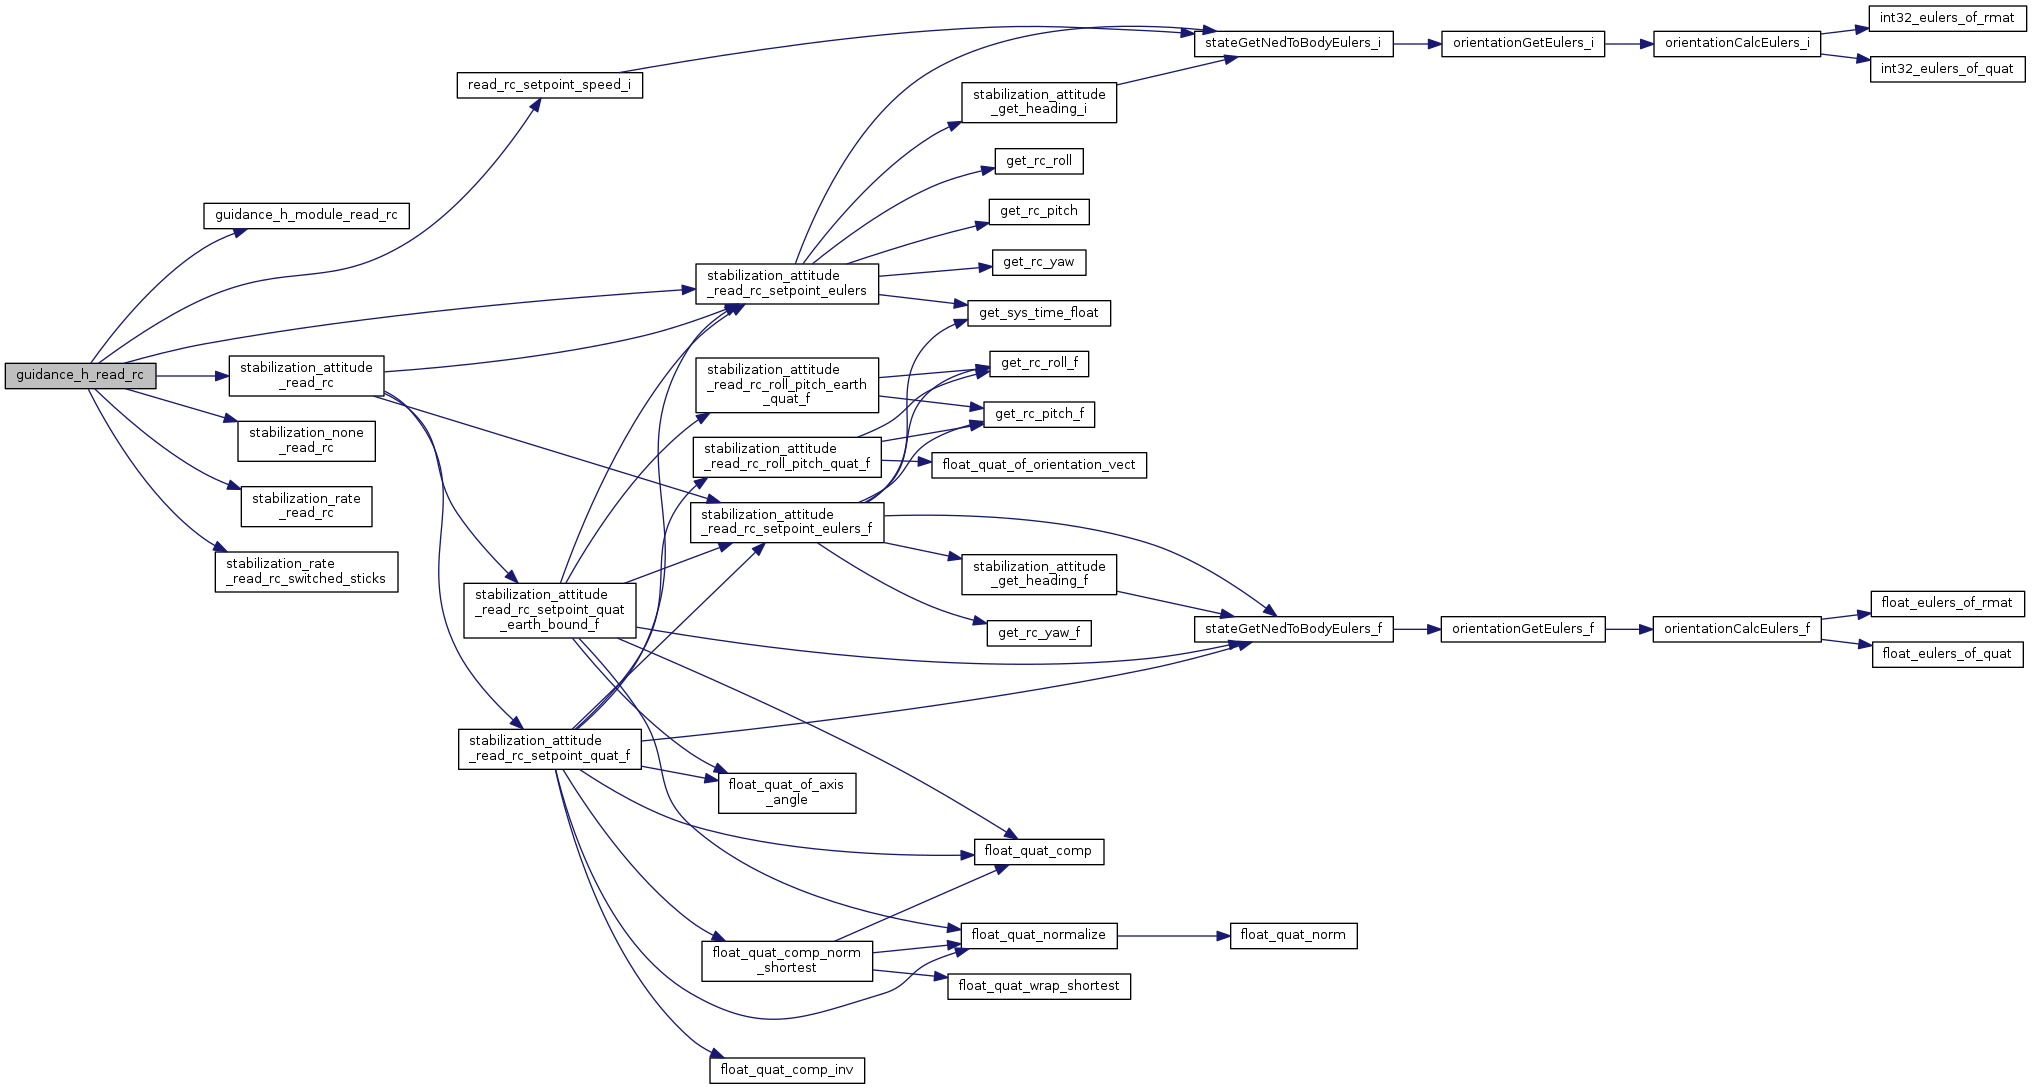 guidance_h_read_rc
guidance_h_module_read_rc
stabilization_attitude
_read_rc
stabilization_none
_read_rc
stabilization_rate
_read_rc
stabilization_rate
_read_rc_switched_sticks
read_rc_setpoint_speed_i
stabilization_attitude
_read_rc_setpoint_quat
_earth_bound_f
stabilization_attitude
_read_rc_setpoint_quat_f
stabilization_attitude
_read_rc_setpoint_eulers
stabilization_attitude
_read_rc_roll_pitch_earth
_quat_f
stabilization_attitude
_read_rc_roll_pitch_quat_f
stabilization_attitude
_read_rc_setpoint_eulers_f
float_quat_of_axis
_angle
float_quat_comp_norm
_shortest
float_quat_comp_inv
stabilization_attitude
_get_heading_i
get_rc_roll
get_rc_pitch
get_rc_yaw
get_sys_time_float
get_rc_roll_f
get_rc_pitch_f
float_quat_of_orientation_vect
stabilization_attitude
_get_heading_f
get_rc_yaw_f
float_quat_comp
float_quat_normalize
float_quat_wrap_shortest
stateGetNedToBodyEulers_i
stateGetNedToBodyEulers_f
float_quat_norm
orientationGetEulers_i
orientationGetEulers_f
orientationCalcEulers_i
orientationCalcEulers_f
int32_eulers_of_rmat
int32_eulers_of_quat
float_eulers_of_rmat
float_eulers_of_quat